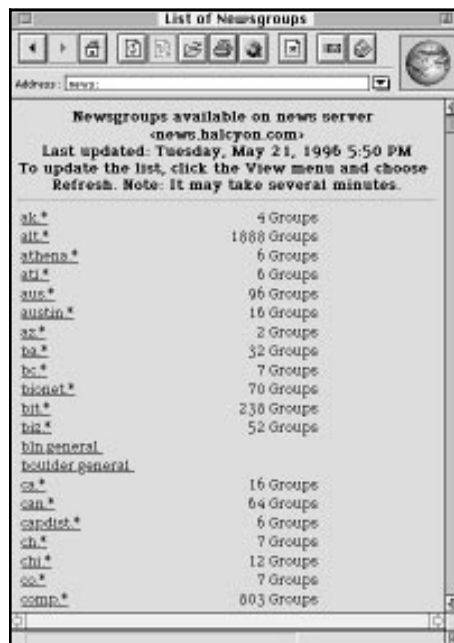 List of Newsgroups
Address: news:
Newsgroups available on news server
<news.halcyon.com>
Last updated: Tuesday, May 21, 1996 5:50 PM
To update the list, click the View menu and choose
Refresh. Note: It may take several minutes.
ak.* 4 Groups
alt.* 1888 Groups
athena.* 6 Groups
atl.* 6 Groups
aus.* 96 Groups
austin.* 16 Groups
az.* 2 Groups
ba.* 32 Groups
bc.* 7 Groups
bionet.* 70 Groups
bit.* 238 Groups
biz.* 52 Groups
bln.general
boulder.general
ca.* 16 Groups
can.* 64 Groups
capdist.* 6 Groups
ch.* 7 Groups
chi.* 12 Groups
co.* 7 Groups
comp.* 803 Groups